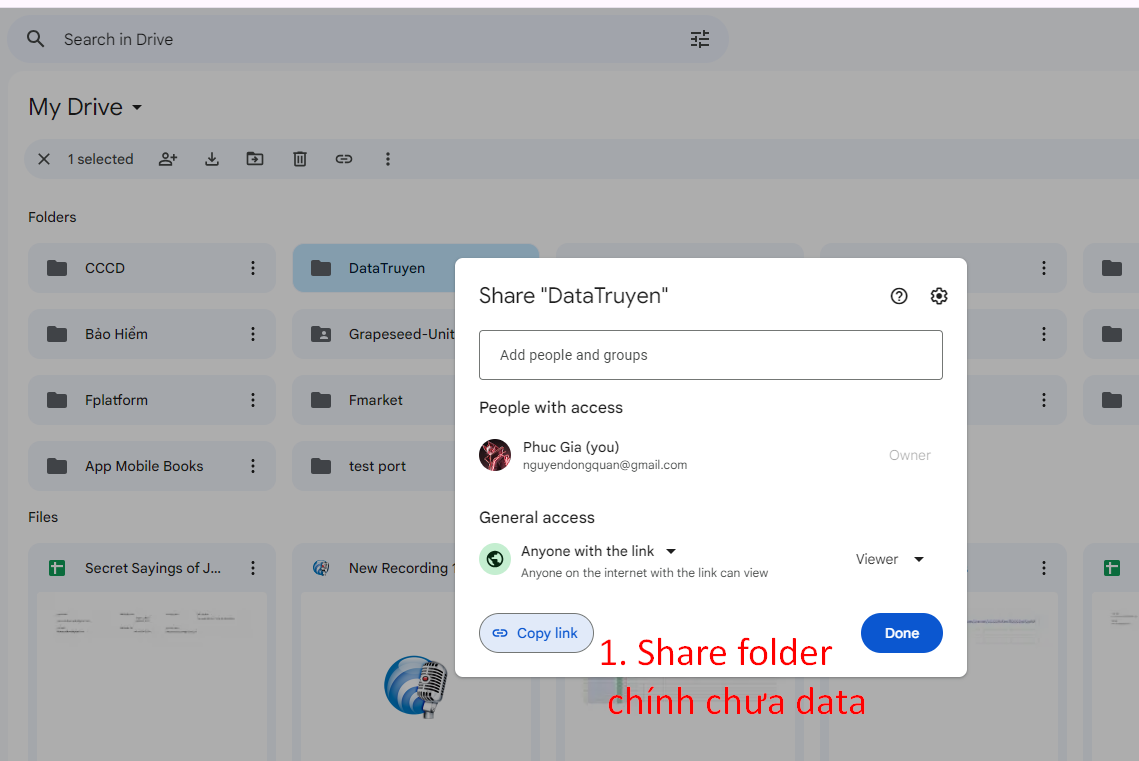 Search in Drive
My Drive
1 selected
Folders
CCCD
DataTruyen
Bảo Hiểm
Grapeseed-Unit
Fplatform
Fmarket
App Mobile Books
test port
Share "DataTruyen"
Add people and groups
People with access
Phuc Gia (you)
nguyendongquan@gmail.com
Owner
General access
Anyone with the link
Viewer
Anyone on the internet with the link can view
Copy link
Done
1. Share folder
chính chưa data
Files
Secret Sayings of J...
New Recording